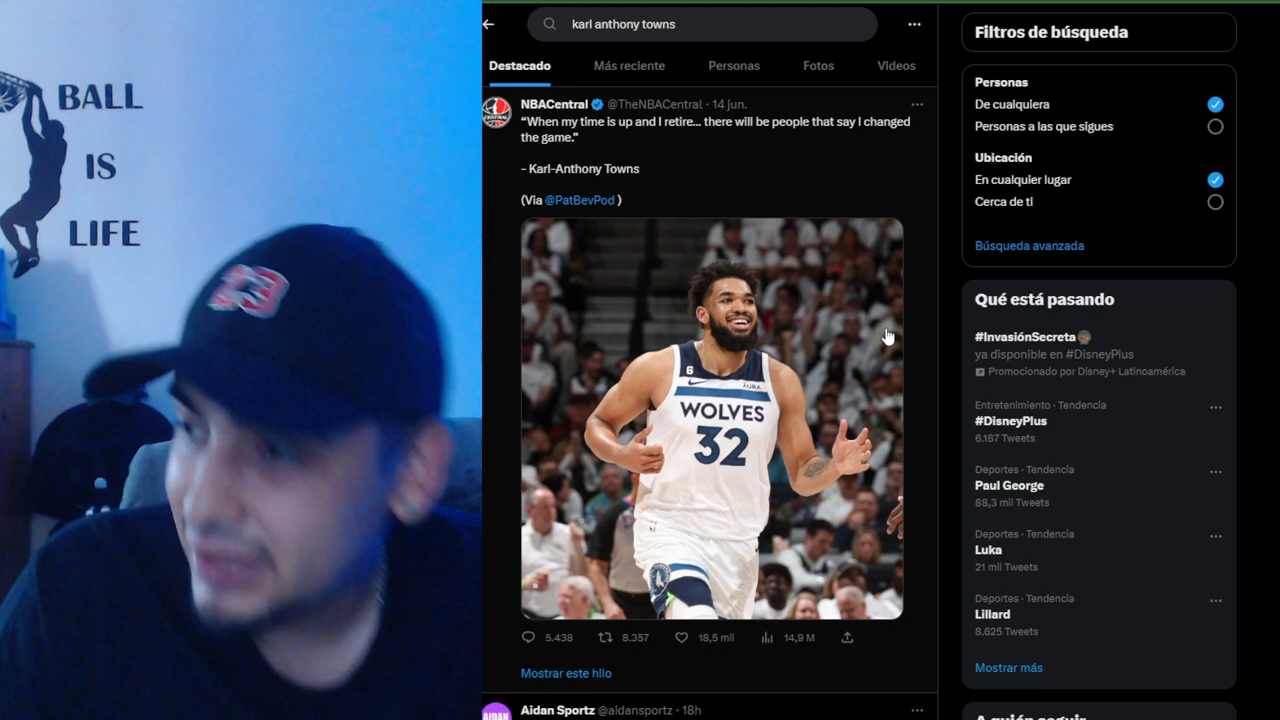 BALL
IS
LIFE
23
karl anthony towns
Destacado
Más reciente
Personas
Fotos
Videos
NBACentral @TheNBACentral · 14 jun.
“When my time is up and I retire... there will be people that say I changed
the game.”
- Karl-Anthony Towns
(Via @PatBevPod )
6
WOLVES
32
5.438
8.357
18,5 mil
14,9 M
Mostrar este hilo
AIDAN
Aidan Sportz @aidansportz · 18h
Filtros de búsqueda
Personas
De cualquiera
Personas a las que sigues
Ubicación
En cualquier lugar
Cerca de ti
Búsqueda avanzada
Qué está pasando
#InvasiónSecreta
ya disponible en #DisneyPlus
Promocionado por Disney+ Latinoamérica
Entretenimiento · Tendencia
#DisneyPlus
6.187 Tweets
Deportes · Tendencia
Paul George
88,3 mil Tweets
Deportes · Tendencia
Luka
21 mil Tweets
Deportes · Tendencia
Lillard
8.625 Tweets
Mostrar más
A quién seguir